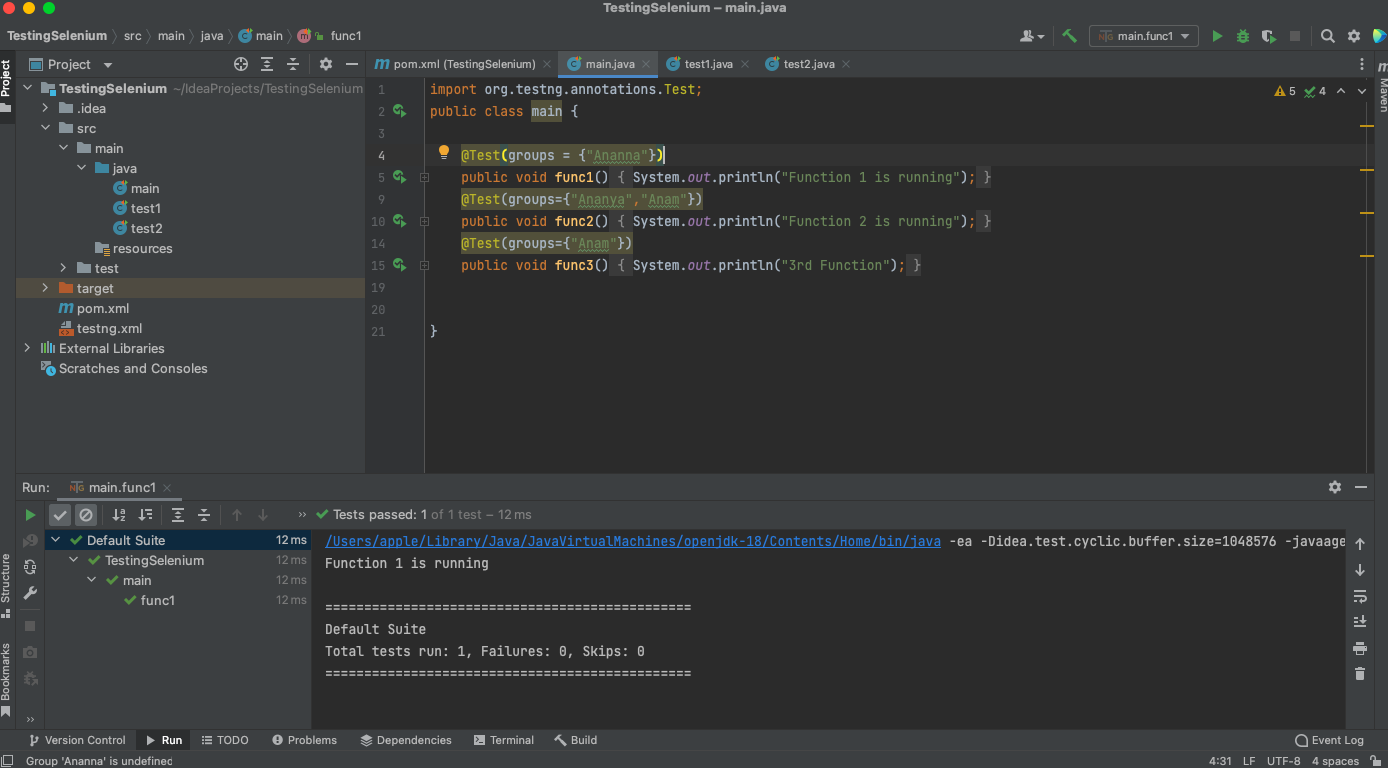 TestingSelenium – main.java
TestingSelenium src main java main func1
main.func1
Project
Project
pom.xml (TestingSelenium) main.java test1.java test2.java
Maven
TestingSelenium ~/IdeaProjects/TestingSelenium
.idea
src
main
java
main
test1
test2
resources
test
target
pom.xml
testng.xml
External Libraries
Scratches and Consoles
5 4
1 import org.testng.annotations.Test;
2 public class main {
3
4 @Test(groups = {"Ananna"})
5 public void func1() { System.out.println("Function 1 is running"); }
9 @Test(groups={"Ananya","Anam"})
10 public void func2() { System.out.println("Function 2 is running"); }
14 @Test(groups={"Anam"})
15 public void func3() { System.out.println("3rd Function"); }
19
20
21 }
Run: main.func1
Tests passed: 1 of 1 test – 12 ms
Default Suite 12 ms
TestingSelenium 12 ms
main 12 ms
func1 12 ms
/Users/apple/Library/Java/JavaVirtualMachines/openjdk-18/Contents/Home/bin/java -ea -Didea.test.cyclic.buffer.size=1048576 -javaage
Function 1 is running
===============================================
Default Suite
Total tests run: 1, Failures: 0, Skips: 0
===============================================
Structure
Bookmarks
Version Control Run TODO Problems Dependencies Terminal Build Event Log
Group 'Ananna' is undefined 4:31 LF UTF-8 4 spaces